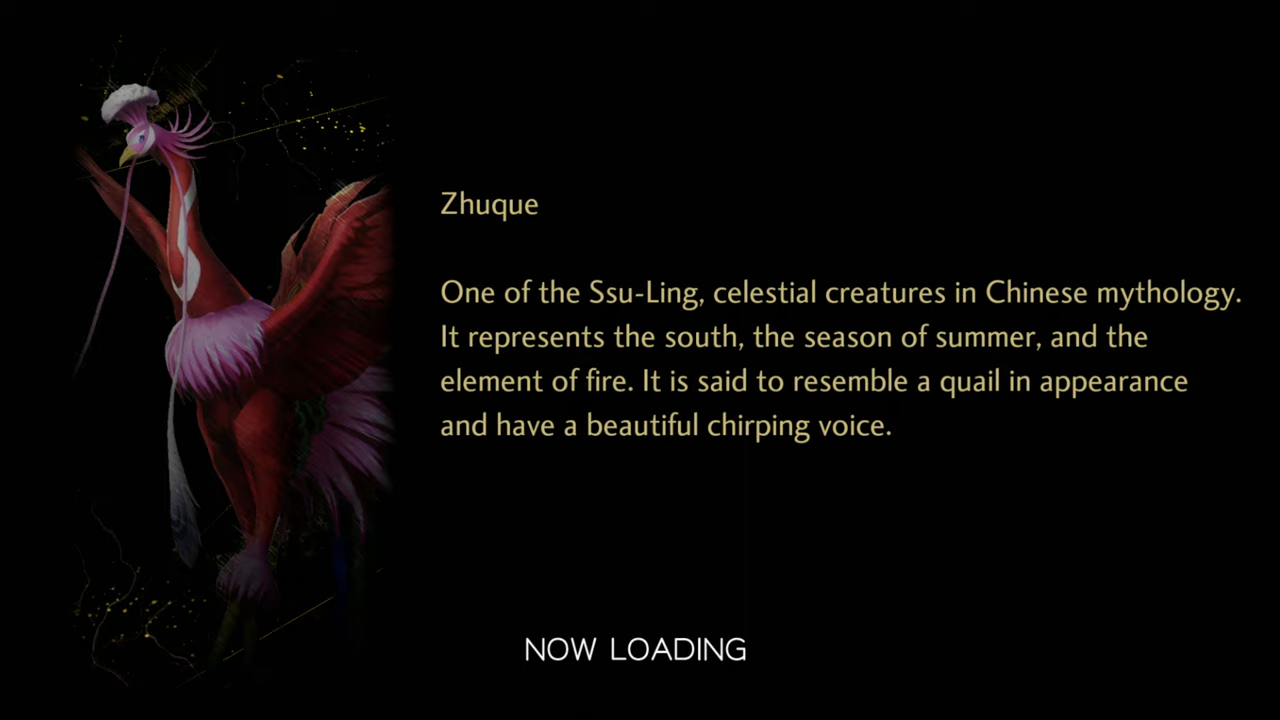 Zhuque
One of the Ssu-Ling, celestial creatures in Chinese mythology.
It represents the south, the season of summer, and the
element of fire. It is said to resemble a quail in appearance
and have a beautiful chirping voice.
NOW LOADING